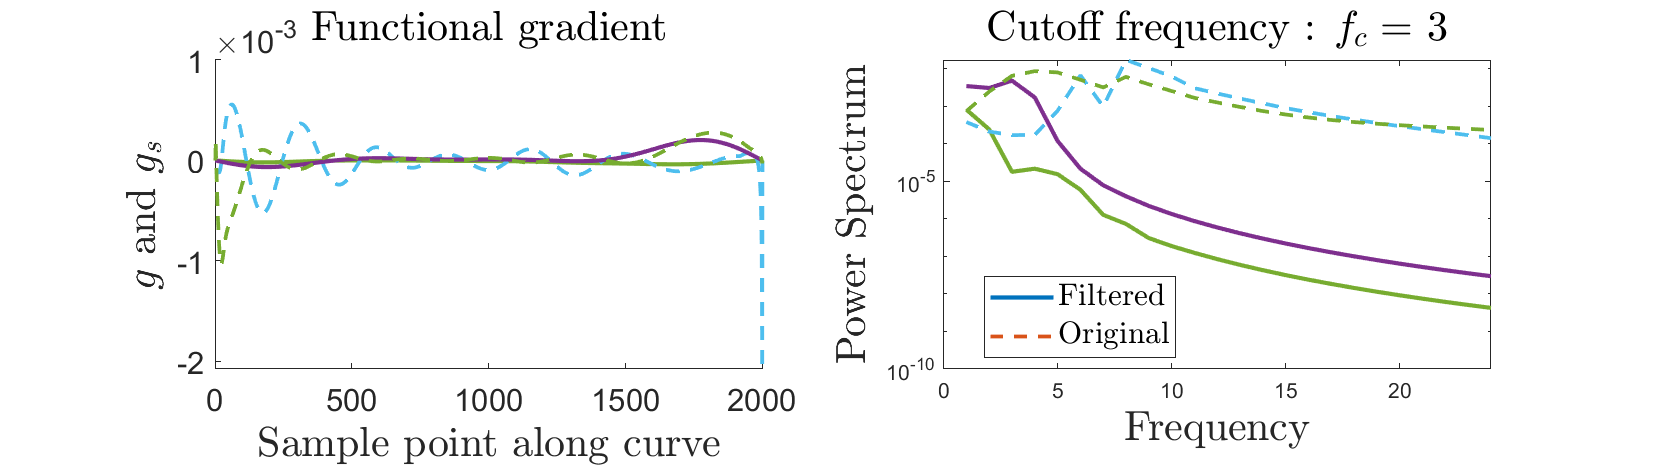 ×10⁻³ Functional gradient
1
0
-1
-2
g and gₛ
0 500 1000 1500 2000
Sample point along curve
Cutoff frequency : f_c = 3
10⁻⁵
10⁻¹⁰
Power Spectrum
Filtered
Original
0 5 10 15 20
Frequency